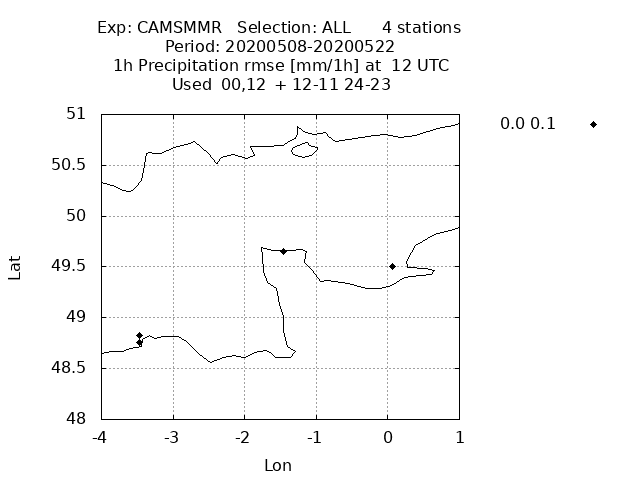 Exp: CAMSMMR   Selection: ALL      4 stations
Period: 20200508-20200522
1h Precipitation rmse [mm/1h] at  12 UTC
Used  00,12  + 12-11 24-23
0.0 0.1
51
50.5
50
49.5
49
48.5
48
Lat
-4 -3 -2 -1 0 1
Lon